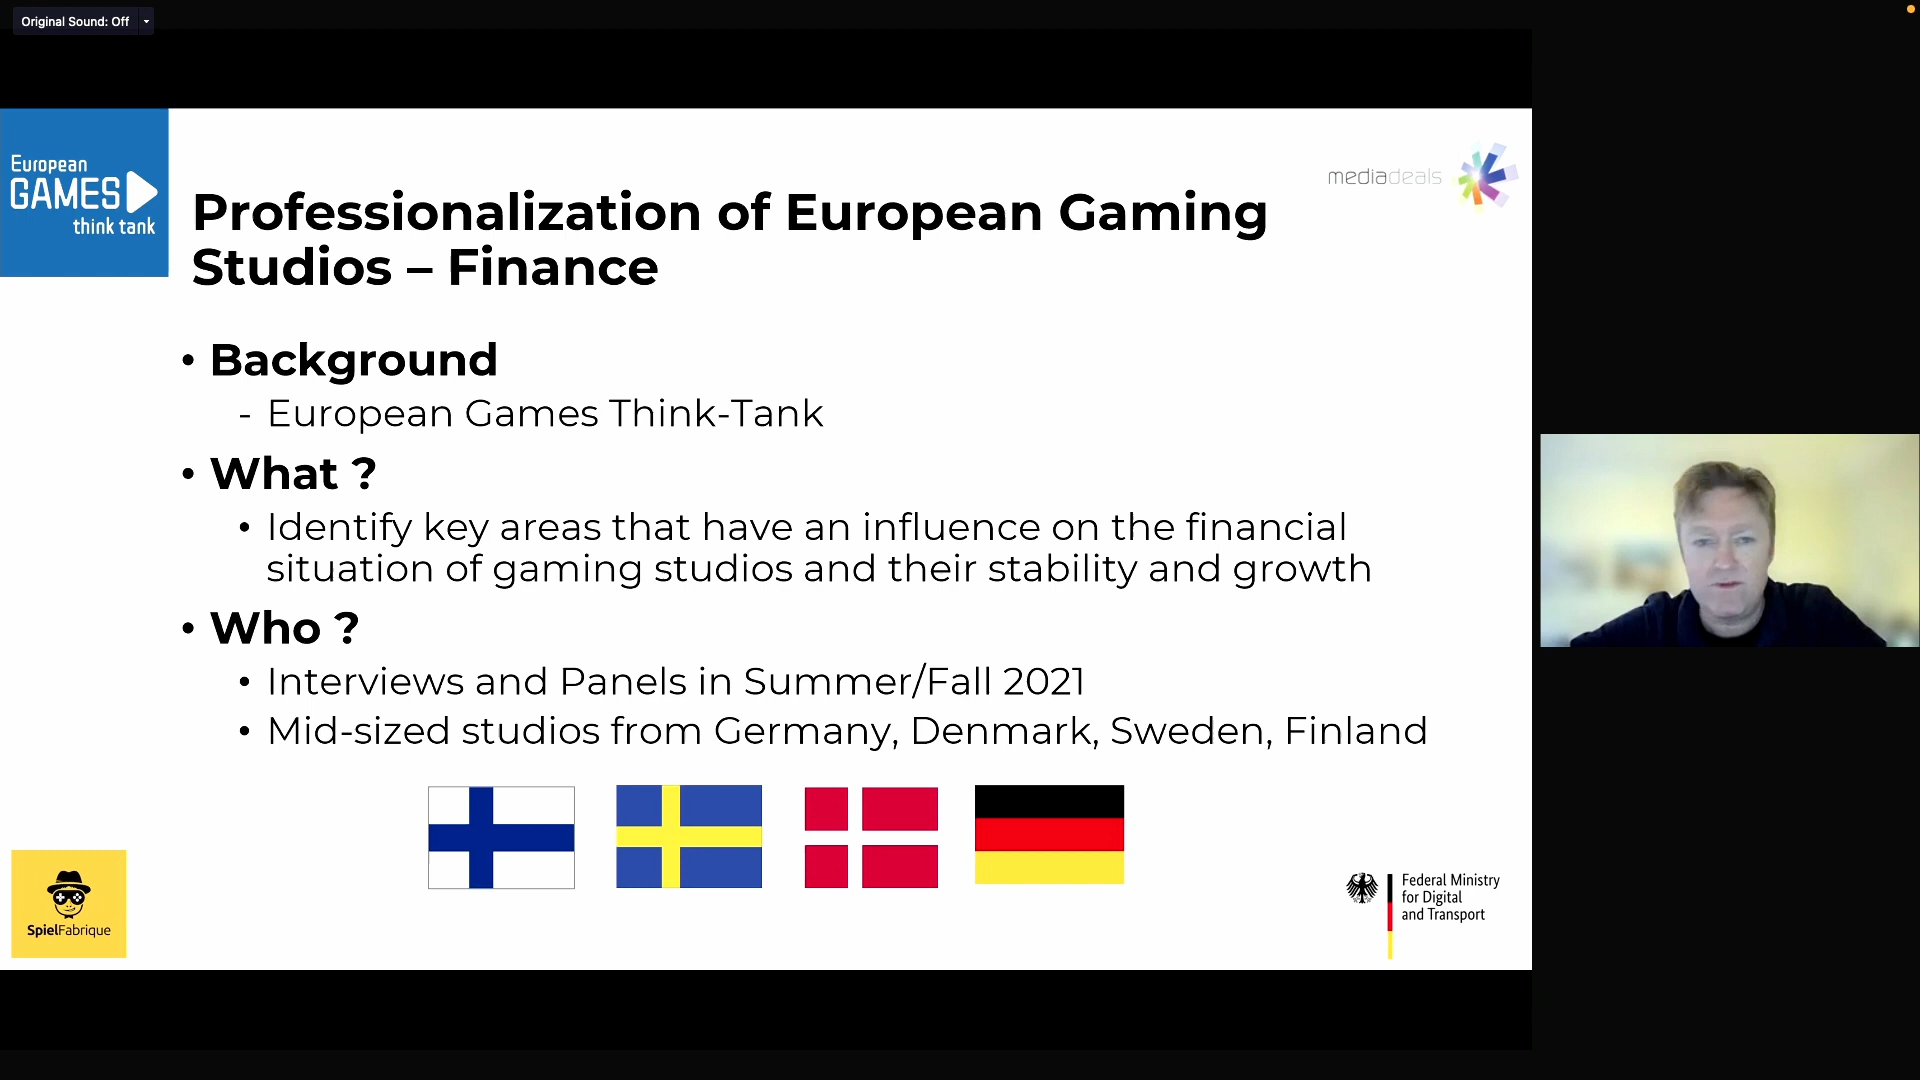 Original Sound: Off
European
GAMES
think tank
mediadeals
Professionalization of European Gaming
Studios – Finance
• Background
- European Games Think-Tank
• What ?
• Identify key areas that have an influence on the financial
situation of gaming studios and their stability and growth
• Who ?
• Interviews and Panels in Summer/Fall 2021
• Mid-sized studios from Germany, Denmark, Sweden, Finland
SpielFabrique
Federal Ministry
for Digital
and Transport